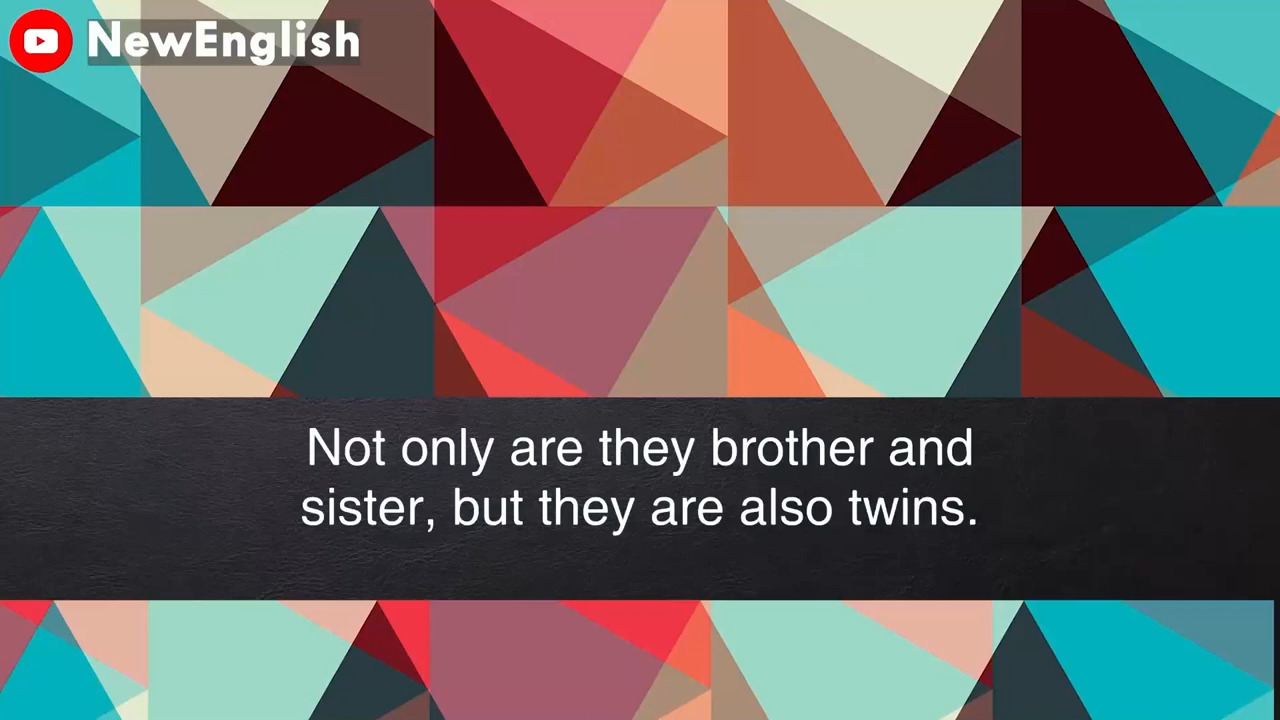 NewEnglish
Not only are they brother and
sister, but they are also twins.